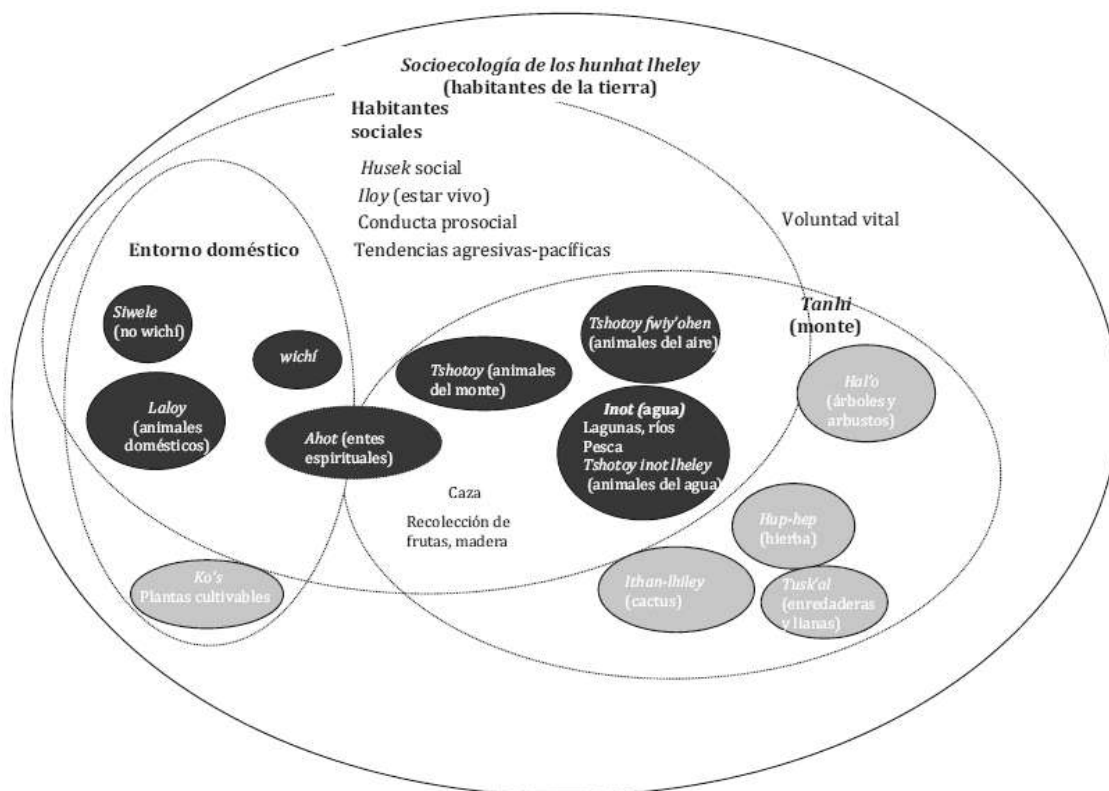 Socioecología de los hunhat lheley
(habitantes de la tierra)
Habitantes
sociales
Husek social
Iloy (estar vivo)
Conducta prosocial
Tendencias agresivas-pacíficas
Voluntad vital
Entorno doméstico
Siwele
(no wichí)
wichí
Laloy
(animales
domésticos)
Ahot (entes
espirituales)
Tshotoy (animales
del monte)
Tshotoy fwiy'ohen
(animales del aire)
Inot (agua)
Lagunas, ríos
Pesca
Tshotoy inot lheley
(animales del agua)
Tanhi
(monte)
Hal'o
(árboles y
arbustos)
Caza
Recolección de
frutas, madera
Hup-hep
(hierba)
Ithan-lhiley
(cactus)
Tusk'al
(enredaderas
y lianas)
Ko's
Plantas cultivables